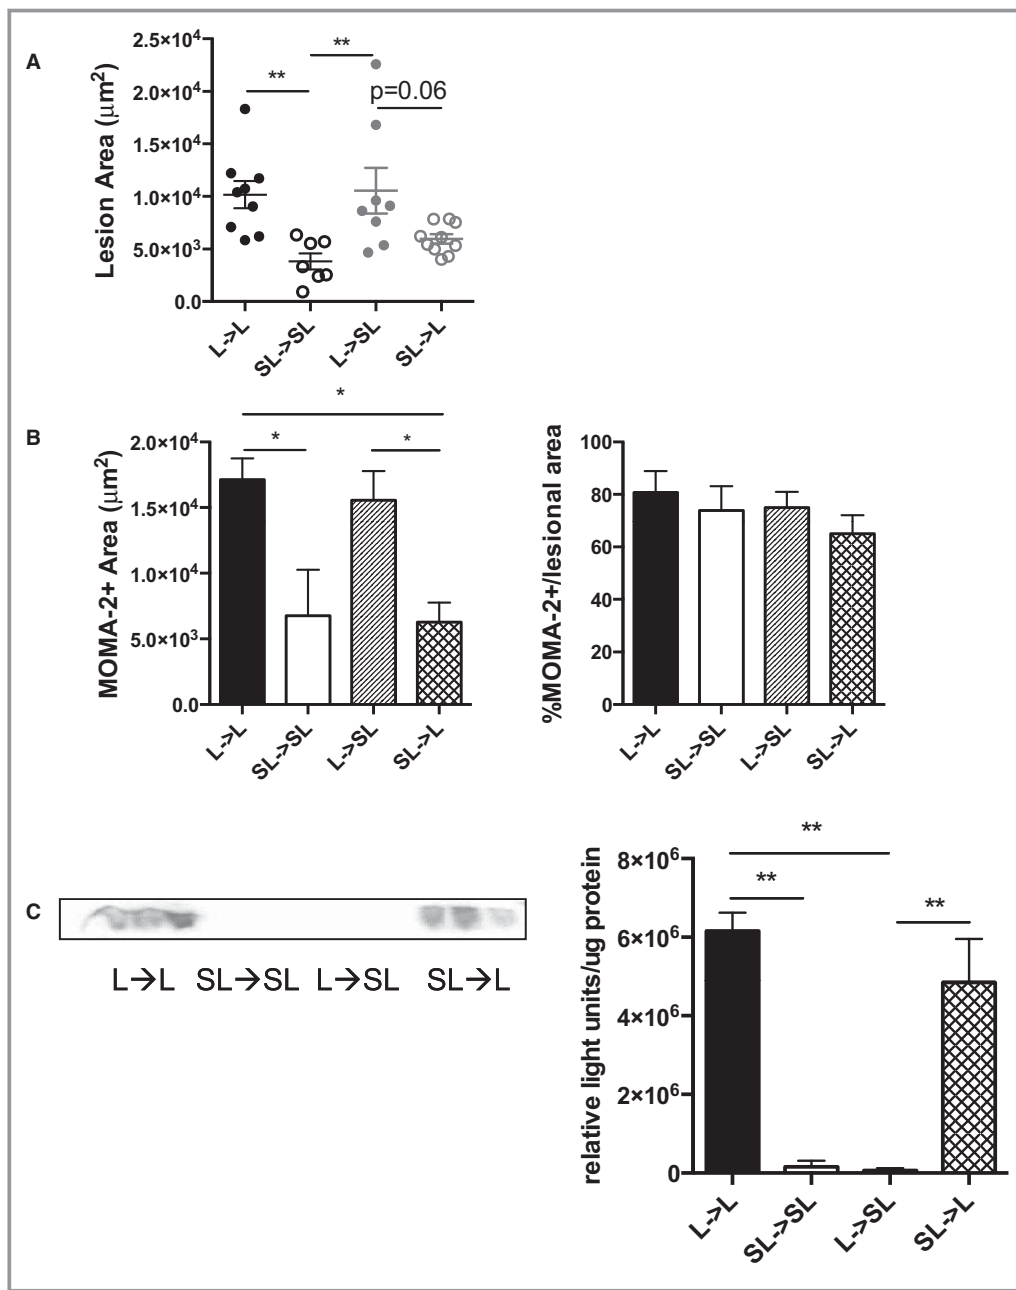 A
Lesion Area (μm²)
2.5×10⁴
2.0×10⁴
1.5×10⁴
1.0×10⁴
5.0×10³
0.0
**
**
p=0.06
L->L
SL->SL
L->SL
SL->L
B
MOMA-2+ Area (μm²)
2.0×10⁴
1.5×10⁴
1.0×10⁴
5.0×10³
0.0
*
*
*
L->L
SL->SL
L->SL
SL->L
%MOMA-2+/lesional area
100
80
60
40
20
0
L->L
SL->SL
L->SL
SL->L
C
L→L SL→SL L→SL SL→L
relative light units/ug protein
8×10⁶
6×10⁶
4×10⁶
2×10⁶
0
**
**
**
L->L
SL->SL
L->SL
SL->L